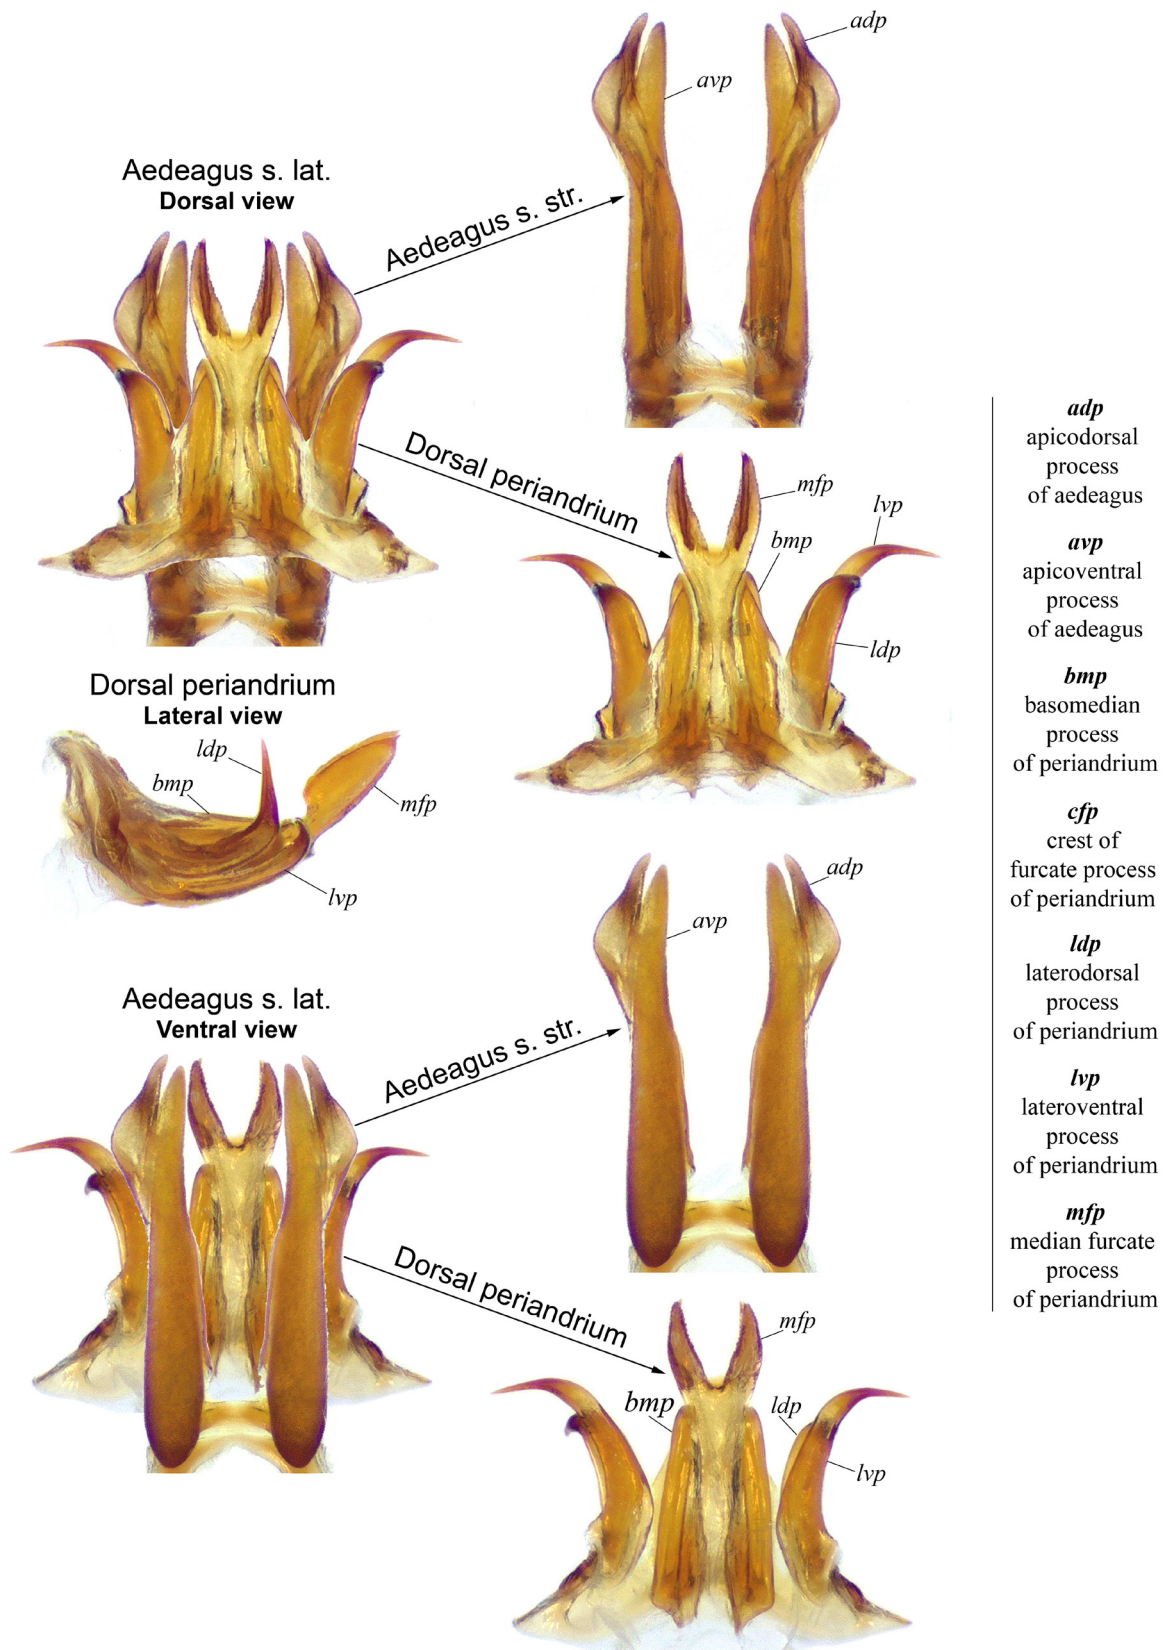 adp
avp
Aedeagus s. lat.
Dorsal view
Aedeagus s. str.
Dorsal periandrium
mfp
lvp
bmp
ldp
Dorsal periandrium
Lateral view
ldp
bmp
mfp
lvp
adp
avp
Aedeagus s. lat.
Ventral view
Aedeagus s. str.
Dorsal periandrium
mfp
bmp
ldp
lvp
adp
apicodorsal
process
of aedeagus
avp
apicoventral
process
of aedeagus
bmp
basomedian
process
of periandrium
cfp
crest of
furcate process
of periandrium
ldp
laterodorsal
process
of periandrium
lvp
lateroventral
process
of periandrium
mfp
median furcate
process
of periandrium